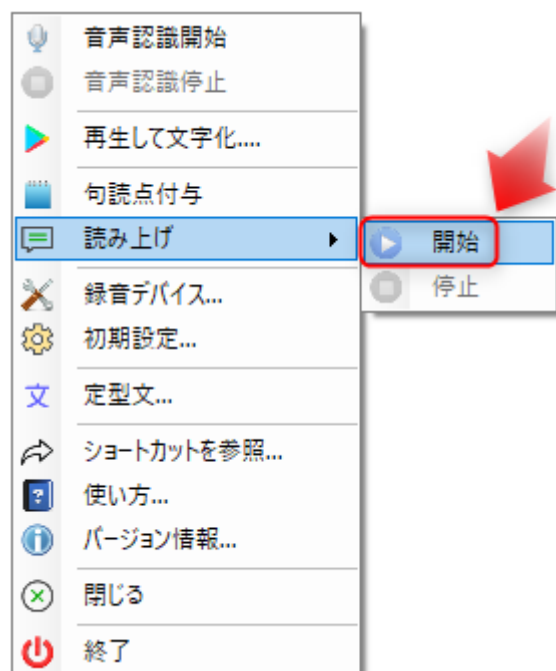 音声認識開始
音声認識停止
再生して文字化....
句読点付与
読み上げ
開始
停止
録音デバイス...
初期設定...
文 定型文...
ショートカットを参照...
? 使い方...
バージョン情報...
閉じる
終了